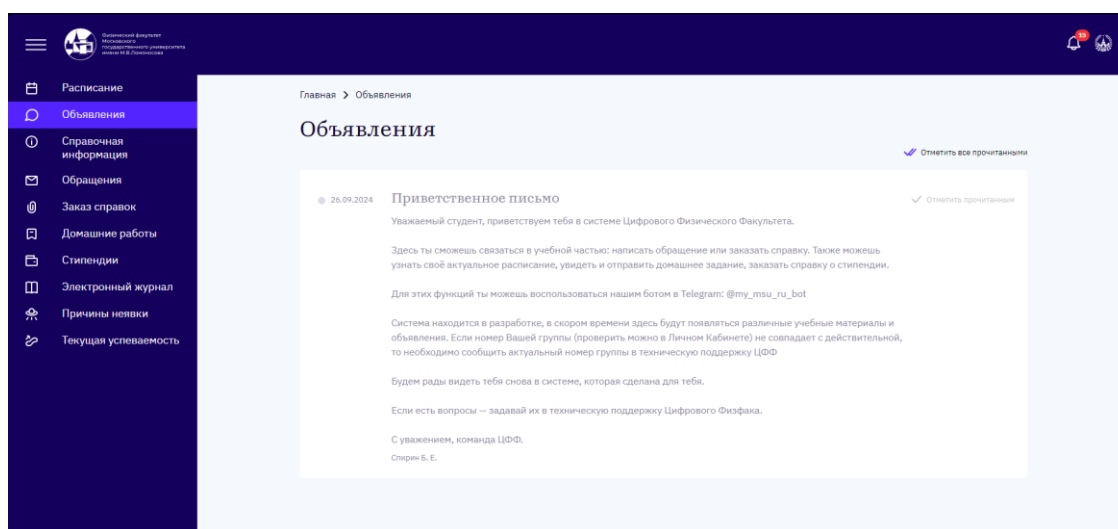 Физический факультет
Московского
государственного университета
имени М.В.Ломоносова
15
Расписание
Объявления
Справочная
информация
Обращения
Заказ справок
Домашние работы
Стипендии
Электронный журнал
Причины неявки
Текущая успеваемость
Главная > Объявления
Объявления
Отметить все прочитанными
26.09.2024 Приветственное письмо Отметить прочитанным
Уважаемый студент, приветствуем тебя в системе Цифрового Физического Факультета.
Здесь ты сможешь связаться в учебной частью: написать обращение или заказать справку. Также можешь
узнать своё актуальное расписание, увидеть и отправить домашнее задание, заказать справку о стипендии.
Для этих функций ты можешь воспользоваться нашим ботом в Telegram: @my_msu_ru_bot
Система находится в разработке, в скором времени здесь будут появляться различные учебные материалы и
объявления. Если номер Вашей группы (проверить можно в Личном Кабинете) не совпадает с действительной,
то необходимо сообщить актуальный номер группы в техническую поддержку ЦФФ
Будем рады видеть тебя снова в системе, которая сделана для тебя.
Если есть вопросы — задавай их в техническую поддержку Цифрового Физфака.
С уважением, команда ЦФФ.
Спирин Б. Е.